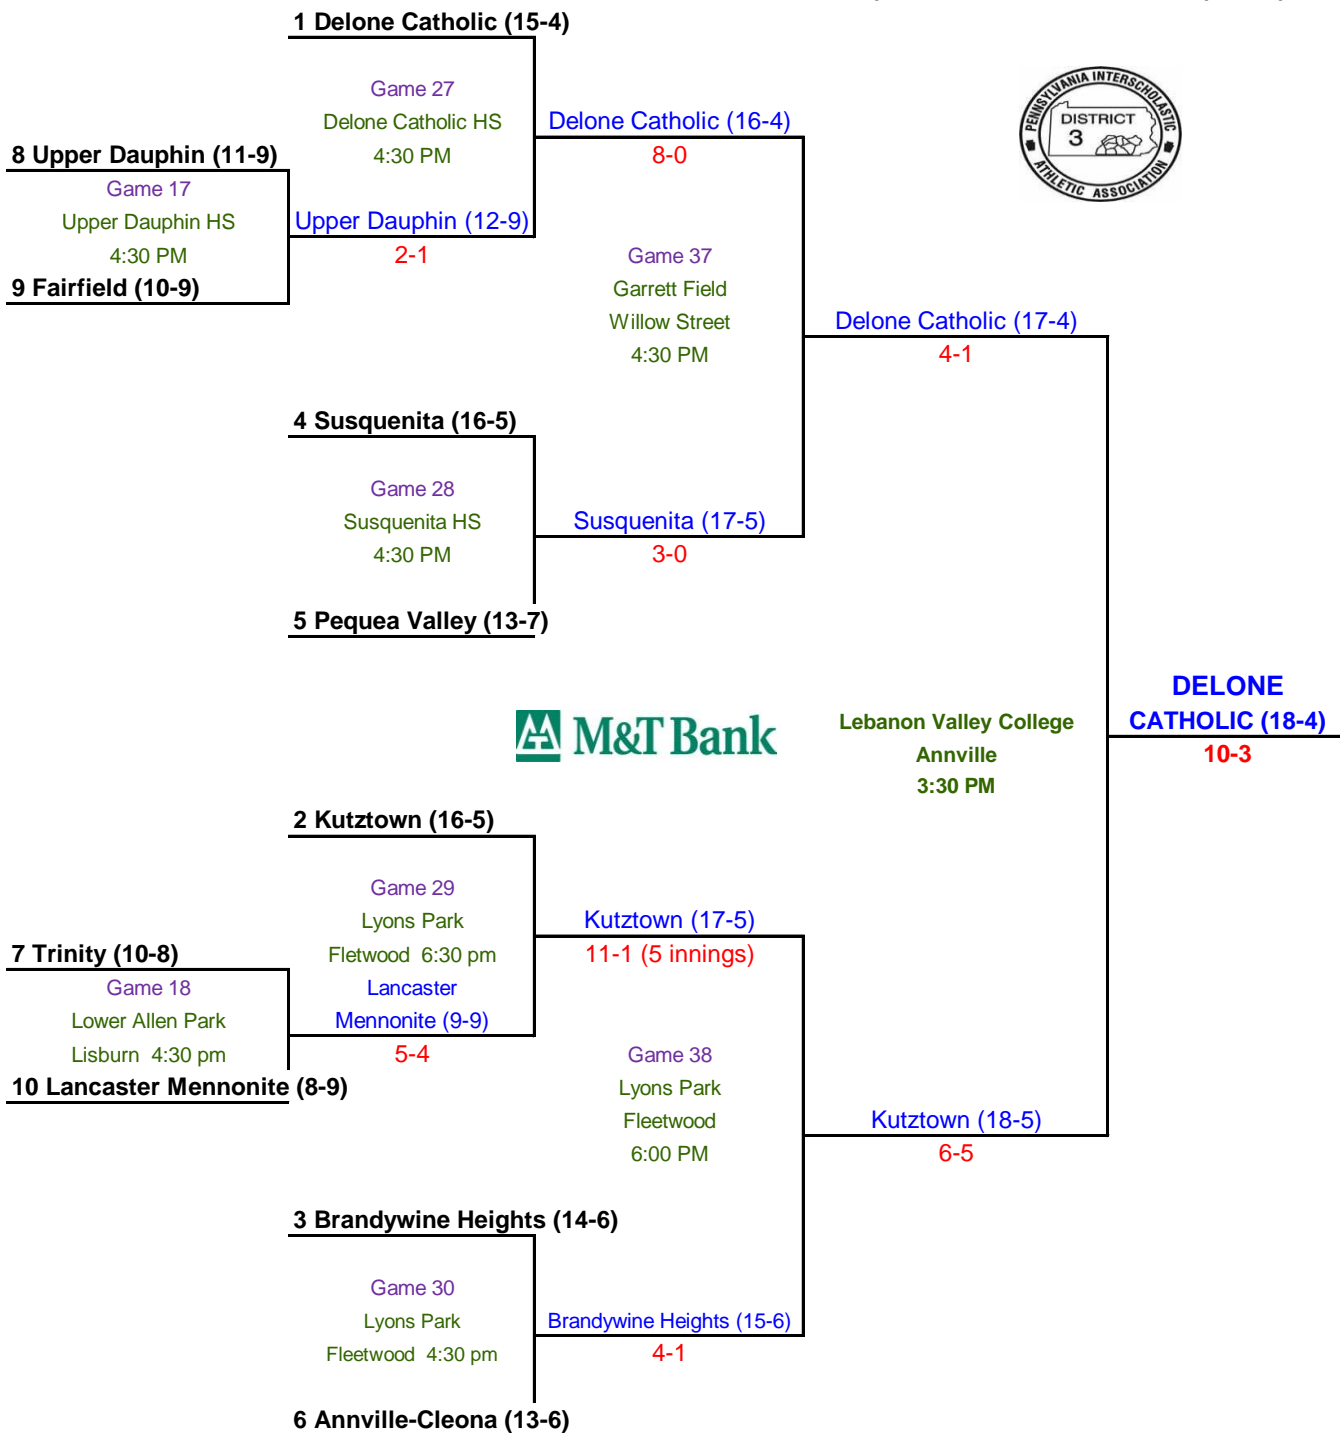 1 Delone Catholic (15-4)
Game 27
Delone Catholic HS
4:30 PM
Delone Catholic (16-4)
8-0
PENNSYLVANIA INTERSCHOLASTIC
DISTRICT
3
ATHLETIC ASSOCIATION
8 Upper Dauphin (11-9)
Game 17
Upper Dauphin HS
4:30 PM
9 Fairfield (10-9)
Upper Dauphin (12-9)
2-1
Game 37
Garrett Field
Willow Street
4:30 PM
Delone Catholic (17-4)
4-1
4 Susquenita (16-5)
Game 28
Susquenita HS
4:30 PM
Susquenita (17-5)
3-0
5 Pequea Valley (13-7)
M&T Bank
Lebanon Valley College
Annville
3:30 PM
DELONE
CATHOLIC (18-4)
10-3
2 Kutztown (16-5)
Game 29
Lyons Park
Fletwood 6:30 pm
Kutztown (17-5)
11-1 (5 innings)
7 Trinity (10-8)
Game 18
Lower Allen Park
Lisburn 4:30 pm
10 Lancaster Mennonite (8-9)
Lancaster
Mennonite (9-9)
5-4
Game 38
Lyons Park
Fleetwood
6:00 PM
Kutztown (18-5)
6-5
3 Brandywine Heights (14-6)
Game 30
Lyons Park
Fleetwood 4:30 pm
Brandywine Heights (15-6)
4-1
6 Annville-Cleona (13-6)